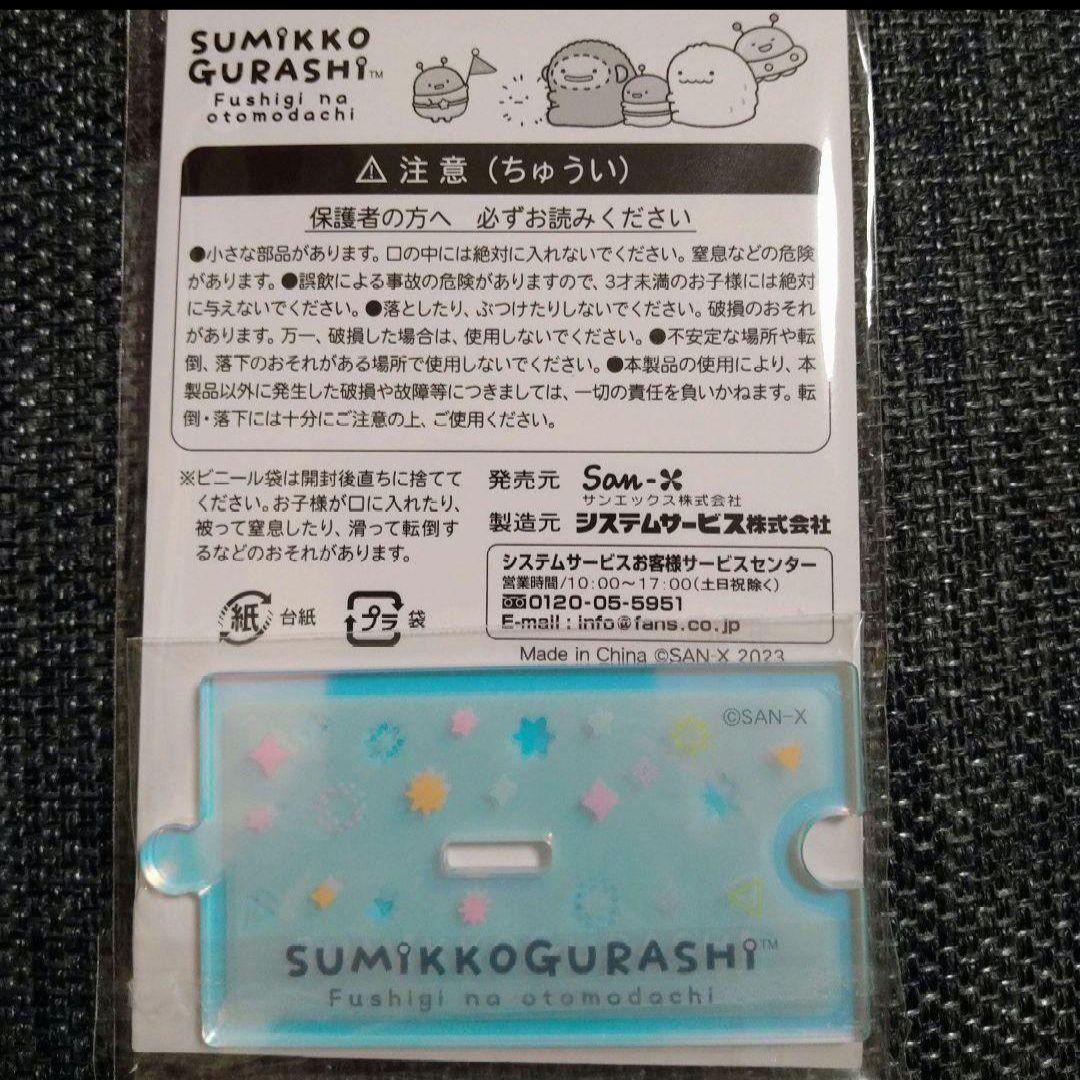 SUMIKKO
GURASHI™
Fushigi na
otomodachi
⚠ 注意（ちゅうい）
保護者の方へ 必ずお読みください
●小さな部品があります。口の中には絶対に入れないでください。窒息などの危険
があります。●誤飲による事故の危険がありますので、3才未満のお子様には絶対
に与えないでください。●落としたり、ぶつけたりしないでください。破損のおそれ
があります。万一、破損した場合は、使用しないでください。●不安定な場所や転
倒、落下のおそれがある場所で使用しないでください。●本製品の使用により、本
製品以外に発生した破損や故障等につきましては、一切の責任を負いかねます。転
倒・落下には十分にご注意の上、ご使用ください。
※ビニール袋は開封後直ちに捨てて
ください。お子様が口に入れたり、
被って窒息したり、滑って転倒す
るなどのおそれがあります。
紙 台紙
プラ 袋
発売元 San-X
サンエックス株式会社
製造元 システムサービス株式会社
システムサービスお客様サービスセンター
営業時間/10:00～17:00(土日祝除く)
0120-05-5951
E-mail : info@fans.co.jp
Made in China ©SAN-X 2023
©SAN-X
SUMIKKOGURASHI™
Fushigi na otomodachi